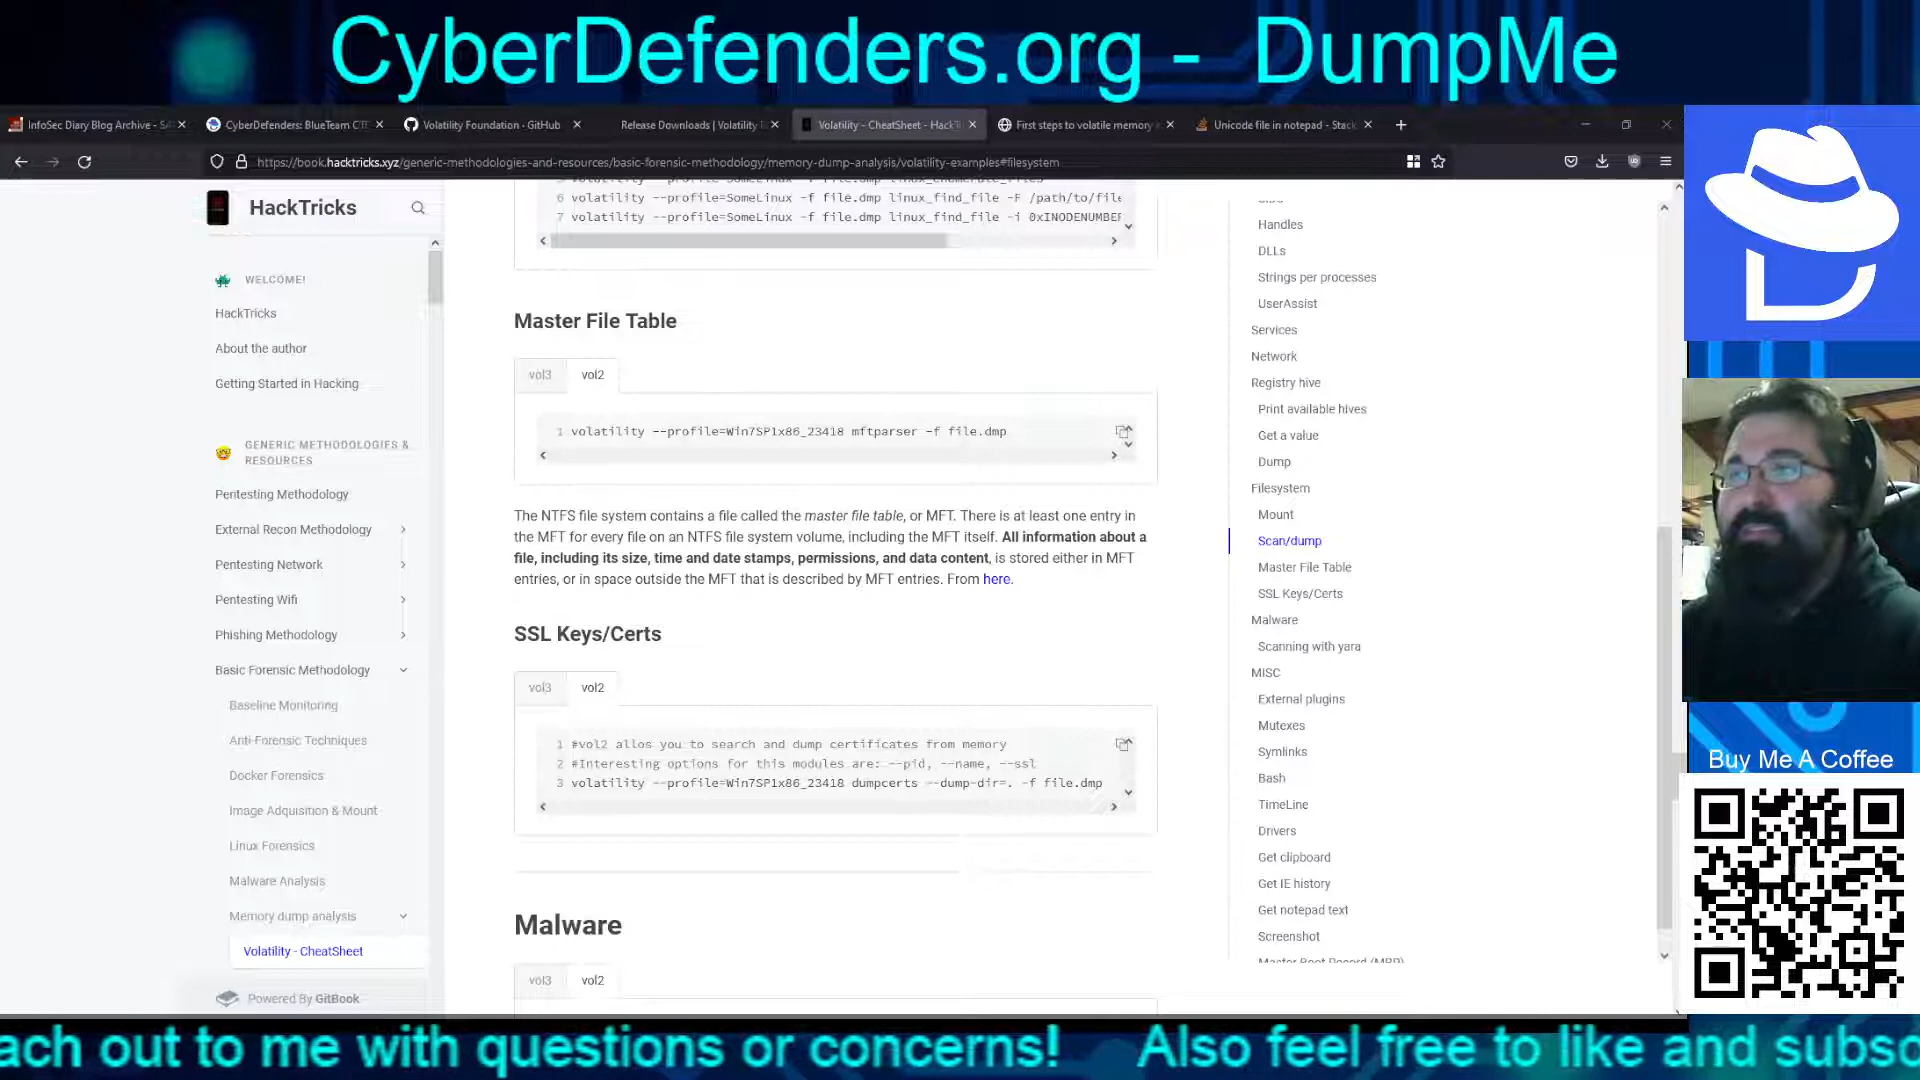 CyberDefenders.org - DumpMe
InfoSec Diary Blog Archive - S
CyberDefenders: BlueTeam
Volatility Foundation · GitHub
Release Downloads | Volatility
Volatility - CheatSheet - HackT
First steps to volatile memory
Unicode file in notepad - Stack
https://book.hacktricks.xyz/generic-methodologies-and-resources/basic-forensic-methodology/memory-dump-analysis/volatility-examples#filesystem
HackTricks
WELCOME!
HackTricks
About the author
Getting Started in Hacking
GENERIC METHODOLOGIES &
RESOURCES
Pentesting Methodology
External Recon Methodology
Pentesting Network
Pentesting Wifi
Phishing Methodology
Basic Forensic Methodology
Baseline Monitoring
Anti-Forensic Techniques
Docker Forensics
Image Adquisition & Mount
Linux Forensics
Malware Analysis
Memory dump analysis
Volatility - CheatSheet
Powered By GitBook
6 volatility --profile=SomeLinux -f file.dmp linux_find_file -F /path/to/file
7 volatility --profile=SomeLinux -f file.dmp linux_find_file -i 0xINODENUMBER
Master File Table
vol3 vol2
1 volatility --profile=Win7SP1x86_23418 mftparser -f file.dmp
The NTFS file system contains a file called the master file table, or MFT. There is at least one entry in
the MFT for every file on an NTFS file system volume, including the MFT itself. All information about a
file, including its size, time and date stamps, permissions, and data content, is stored either in MFT
entries, or in space outside the MFT that is described by MFT entries. From here.
SSL Keys/Certs
vol3 vol2
1 #vol2 allos you to search and dump certificates from memory
2 #Interesting options for this modules are: --pid, --name, --ssl
3 volatility --profile=Win7SP1x86_23418 dumpcerts --dump-dir=. -f file.dmp
Malware
vol3 vol2
Handles
DLLs
Strings per processes
UserAssist
Services
Network
Registry hive
Print available hives
Get a value
Dump
Filesystem
Mount
Scan/dump
Master File Table
SSL Keys/Certs
Malware
Scanning with yara
MISC
External plugins
Mutexes
Symlinks
Bash
TimeLine
Drivers
Get clipboard
Get IE history
Get notepad text
Screenshot
Master Boot Record (MBR)
Buy Me A Coffee
ach out to me with questions or concerns! Also feel free to like and subsc